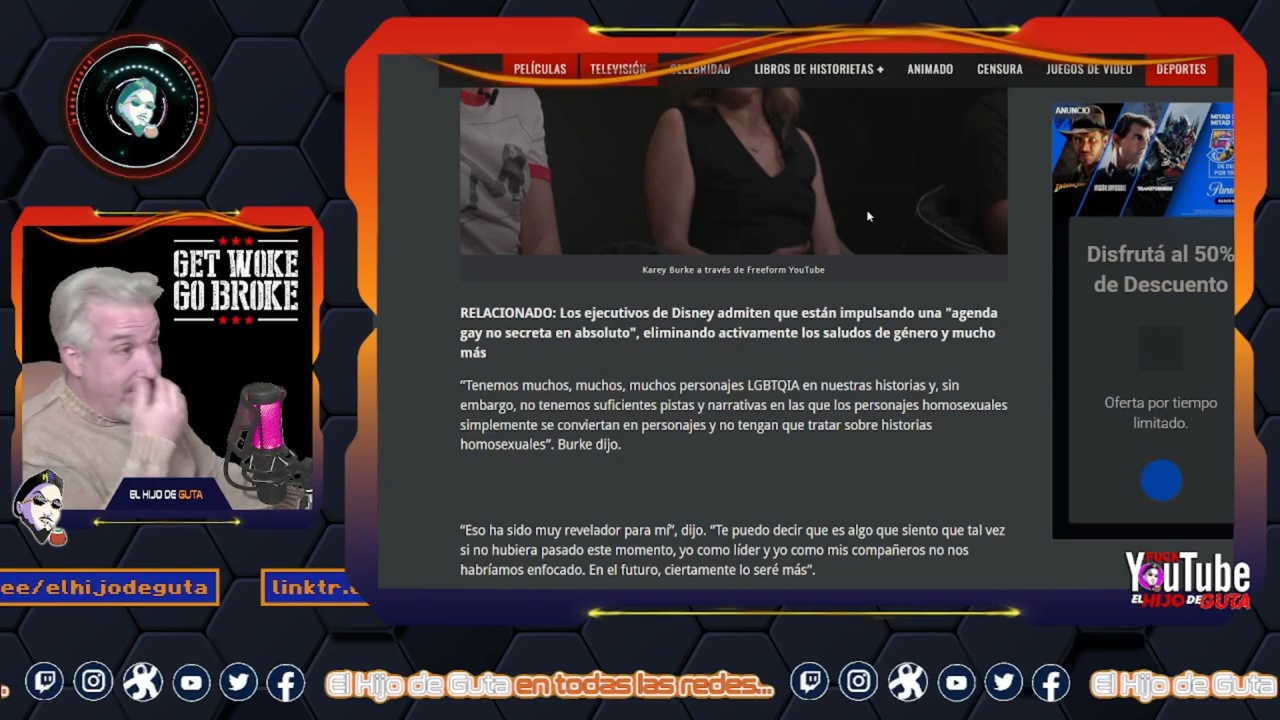 PELÍCULAS
TELEVISIÓN
CELEBRIDAD
LIBROS DE HISTORIETAS +
ANIMADO
CENSURA
JUEGOS DE VIDEO
DEPORTES
ANUNCIO
MITAD
MITAD
Disfrutá al 50%
de Descuento
Oferta por tiempo
limitado.
GET WOKE
GO BROKE
EL HIJO DE GUTA
Karey Burke a través de Freeform YouTube
RELACIONADO: Los ejecutivos de Disney admiten que están impulsando una "agenda
gay no secreta en absoluto", eliminando activamente los saludos de género y mucho
más
“Tenemos muchos, muchos, muchos personajes LGBTQIA en nuestras historias y, sin
embargo, no tenemos suficientes pistas y narrativas en las que los personajes homosexuales
simplemente se conviertan en personajes y no tengan que tratar sobre historias
homosexuales”. Burke dijo.
“Eso ha sido muy revelador para mí”, dijo. “Te puedo decir que es algo que siento que tal vez
si no hubiera pasado este momento, yo como líder y yo como mis compañeros no nos
habríamos enfocado. En el futuro, ciertamente lo seré más”.
FUCK
YouTube
EL HIJO DE GUTA
ee/elhijodeguta
linktr.
El Hijo de Guta en todas las redes...
El Hijo de Guta